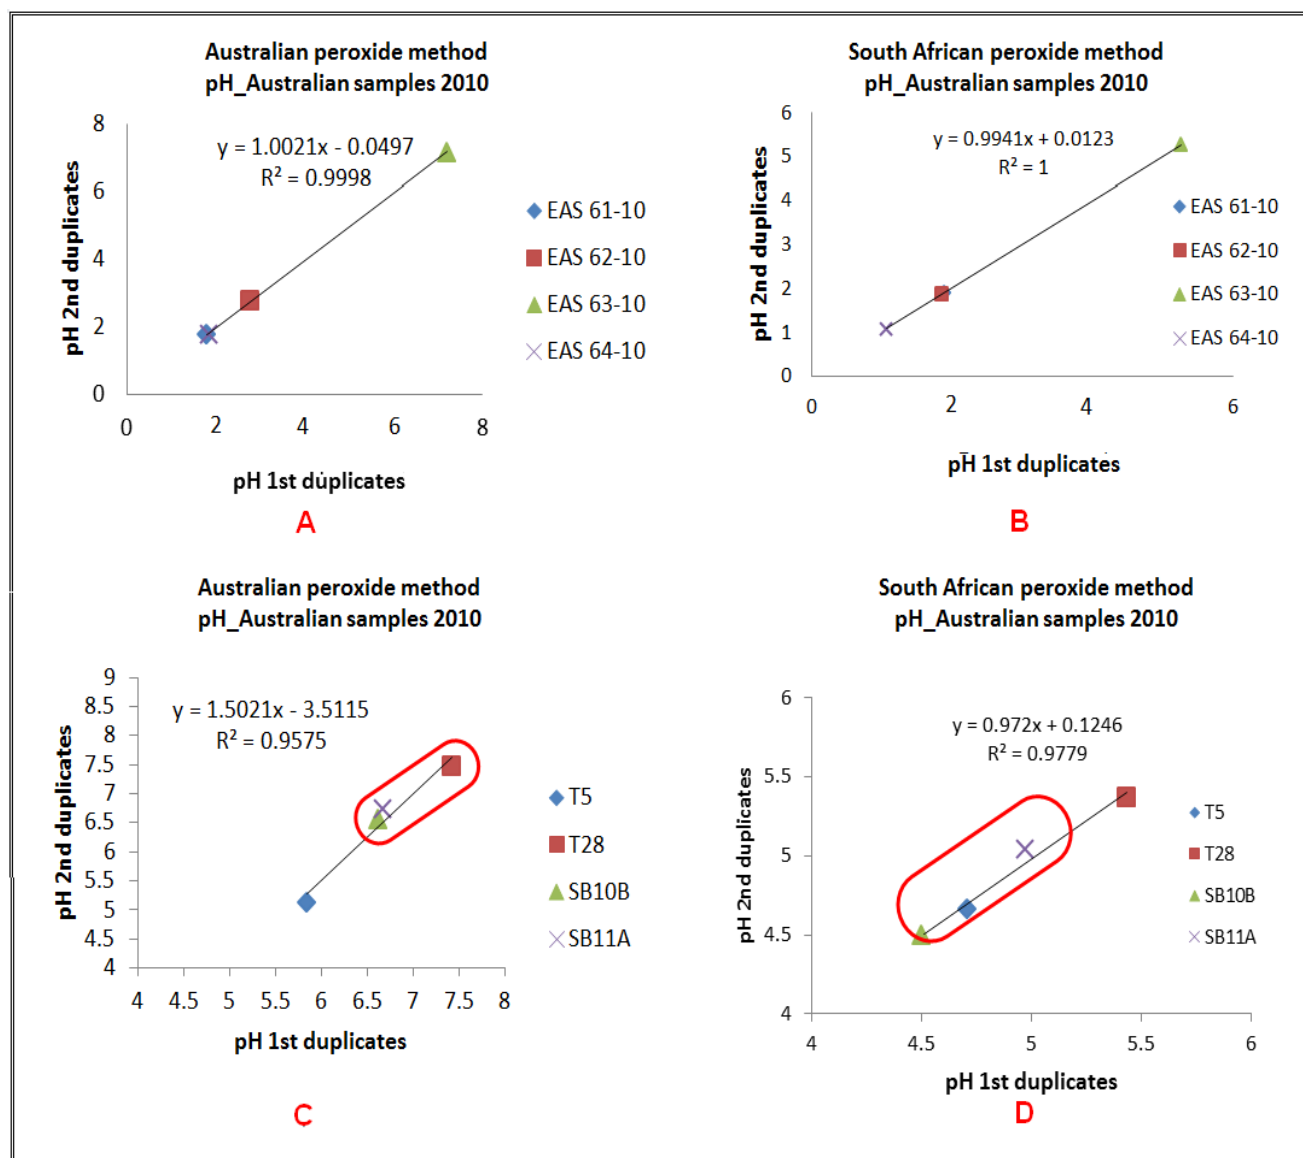 Australian peroxide method
pH_Australian samples 2010
8
6
4
2
0
0
2
4
6
8
y = 1.0021x - 0.0497
R² = 0.9998
pH 2nd duplicates
pH 1st duplicates
EAS 61-10
EAS 62-10
EAS 63-10
EAS 64-10
A
South African peroxide method
pH_Australian samples 2010
6
5
4
3
2
1
0
0
2
4
6
y = 0.9941x + 0.0123
R² = 1
pH 2nd duplicates
pH 1st duplicates
EAS 61-10
EAS 62-10
EAS 63-10
EAS 64-10
B
Australian peroxide method
pH_Australian samples 2010
9
8.5
8
7.5
7
6.5
6
5.5
5
4.5
4
4
4.5
5
5.5
6
6.5
7
7.5
8
y = 1.5021x - 3.5115
R² = 0.9575
pH 2nd duplicates
pH 1st duplicates
T5
T28
SB10B
SB11A
C
South African peroxide method
pH_Australian samples 2010
6
5.5
5
4.5
4
4
4.5
5
5.5
6
y = 0.972x + 0.1246
R² = 0.9779
pH 2nd duplicates
pH 1st duplicates
T5
T28
SB10B
SB11A
D